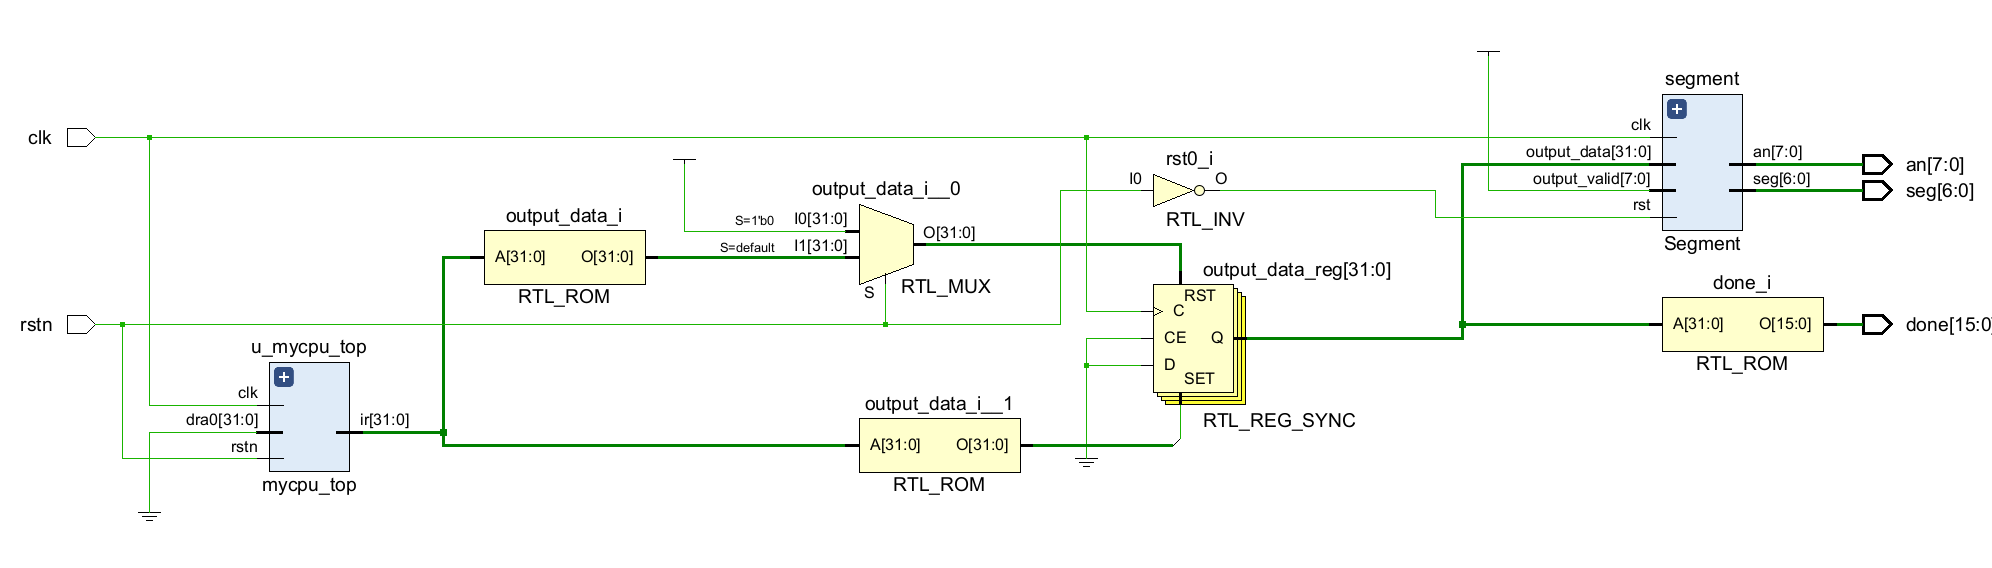 clk
rstn
u_mycpu_top
clk
dra0[31:0]
rstn
ir[31:0]
mycpu_top
output_data_i
A[31:0] O[31:0]
RTL_ROM
output_data_i__0
S=1'b0 I0[31:0]
S=default I1[31:0]
O[31:0]
S
RTL_MUX
output_data_i__1
A[31:0] O[31:0]
RTL_ROM
rst0_i
I0 O
RTL_INV
output_data_reg[31:0]
RST
C
CE Q
D
SET
RTL_REG_SYNC
segment
clk
output_data[31:0] an[7:0]
output_valid[7:0] seg[6:0]
rst
Segment
done_i
A[31:0] O[15:0]
RTL_ROM
an[7:0]
seg[6:0]
done[15:0